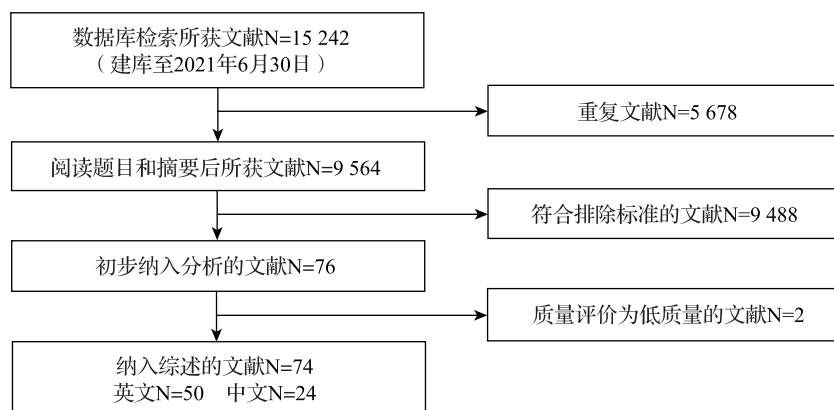 数据库检索所获文献N=15 242
（建库至2021年6月30日）
重复文献N=5 678
阅读题目和摘要后所获文献N=9 564
符合排除标准的文献N=9 488
初步纳入分析的文献N=76
质量评价为低质量的文献N=2
纳入综述的文献N=74
英文N=50　中文N=24